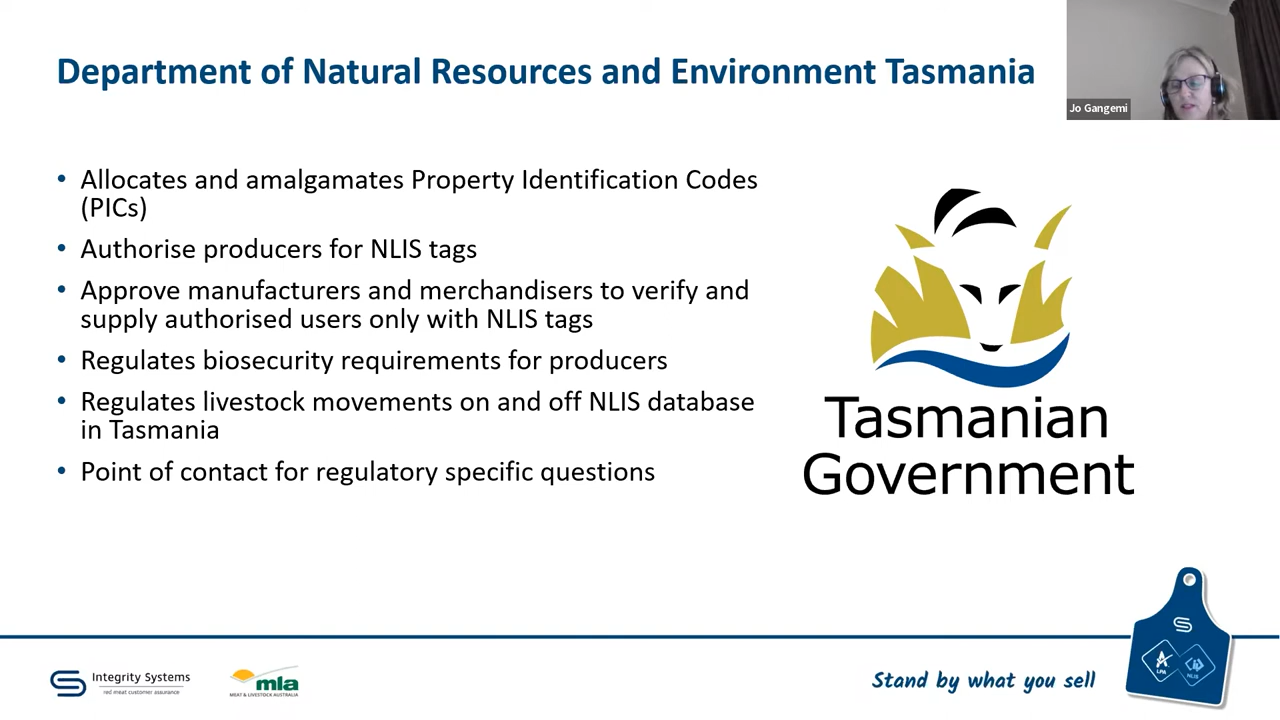 Department of Natural Resources and Environment Tasmania
Jo Gangemi
• Allocates and amalgamates Property Identification Codes
(PICs)
• Authorise producers for NLIS tags
• Approve manufacturers and merchandisers to verify and
supply authorised users only with NLIS tags
• Regulates biosecurity requirements for producers
• Regulates livestock movements on and off NLIS database
in Tasmania
• Point of contact for regulatory specific questions
Tasmanian
Government
Integrity Systems
red meat customer assurance
mla
MEAT & LIVESTOCK AUSTRALIA
Stand by what you sell
LPA
NLIS